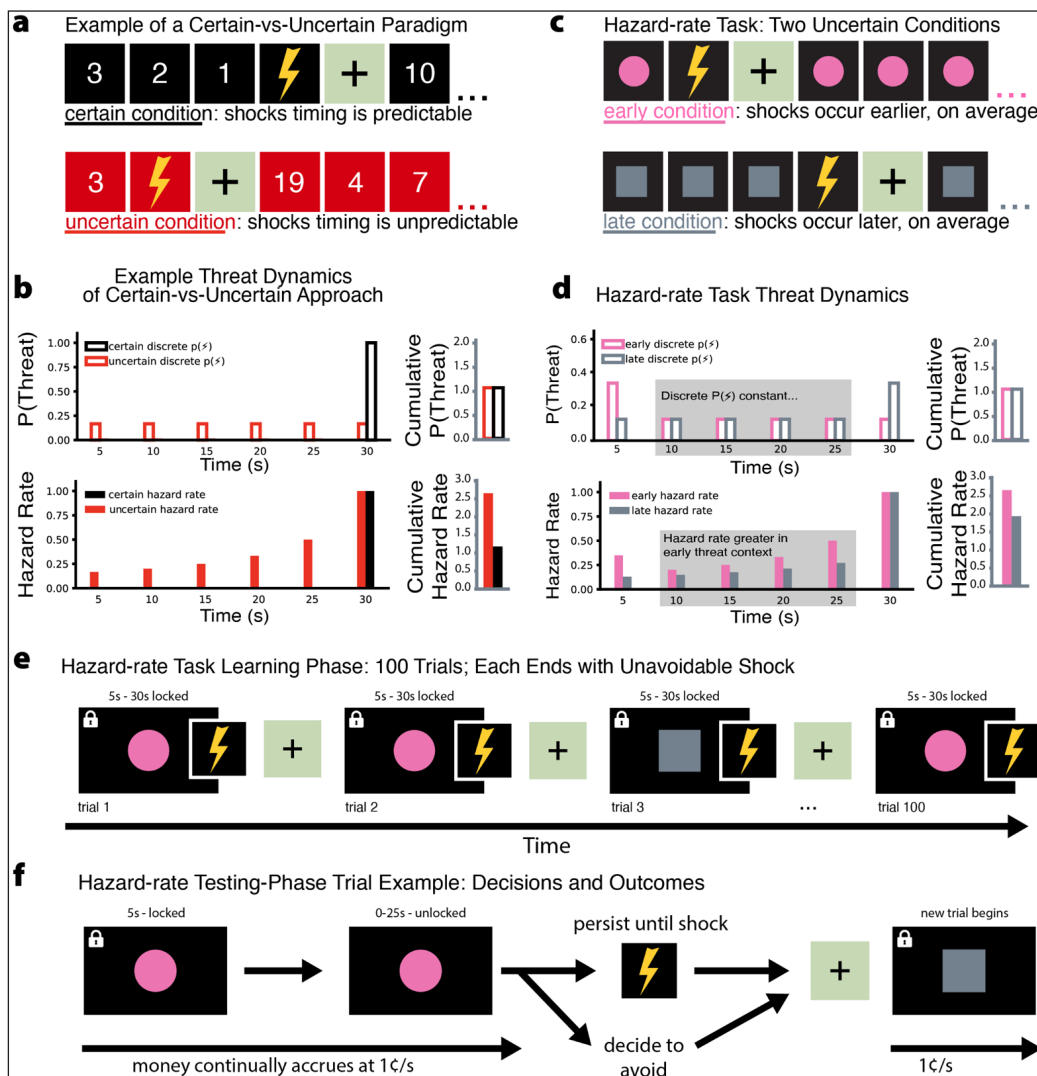 a Example of a Certain-vs-Uncertain Paradigm
3 2 1 + 10 ...
certain condition: shocks timing is predictable
3 + 19 4 7 ...
uncertain condition: shocks timing is unpredictable
c Hazard-rate Task: Two Uncertain Conditions
+ ...
early condition: shocks occur earlier, on average
+ ...
late condition: shocks occur later, on average
b Example Threat Dynamics
of Certain-vs-Uncertain Approach
P(Threat)
1.00
0.75
0.50
0.25
0.00
certain discrete p(⚡)
uncertain discrete p(⚡)
5 10 15 20 25 30
Time (s)
Cumulative
P(Threat)
2.0
1.5
1.0
0.5
0.0
Hazard Rate
1.00
0.75
0.50
0.25
0.00
certain hazard rate
uncertain hazard rate
5 10 15 20 25 30
Time (s)
Cumulative
Hazard Rate
3.0
2.5
2.0
1.5
1.0
0.5
0.0
d Hazard-rate Task Threat Dynamics
P(Threat)
0.6
0.4
0.2
0.0
early discrete p(⚡)
late discrete p(⚡)
Discrete P(⚡) constant...
5 10 15 20 25 30
Time (s)
Cumulative
P(Threat)
2.0
1.5
1.0
0.5
0.0
Hazard Rate
1.00
0.75
0.50
0.25
0.00
early hazard rate
late hazard rate
Hazard rate greater in
early threat context
5 10 15 20 25 30
Time (s)
Cumulative
Hazard Rate
3.0
2.5
2.0
1.5
1.0
0.5
0.0
e Hazard-rate Task Learning Phase: 100 Trials; Each Ends with Unavoidable Shock
5s - 30s locked 5s - 30s locked 5s - 30s locked 5s - 30s locked
+ + +
trial 1 trial 2 trial 3 ... trial 100
Time
f Hazard-rate Testing-Phase Trial Example: Decisions and Outcomes
5s - locked 0-25s - unlocked persist until shock new trial begins
+
decide to
avoid
money continually accrues at 1¢/s 1¢/s